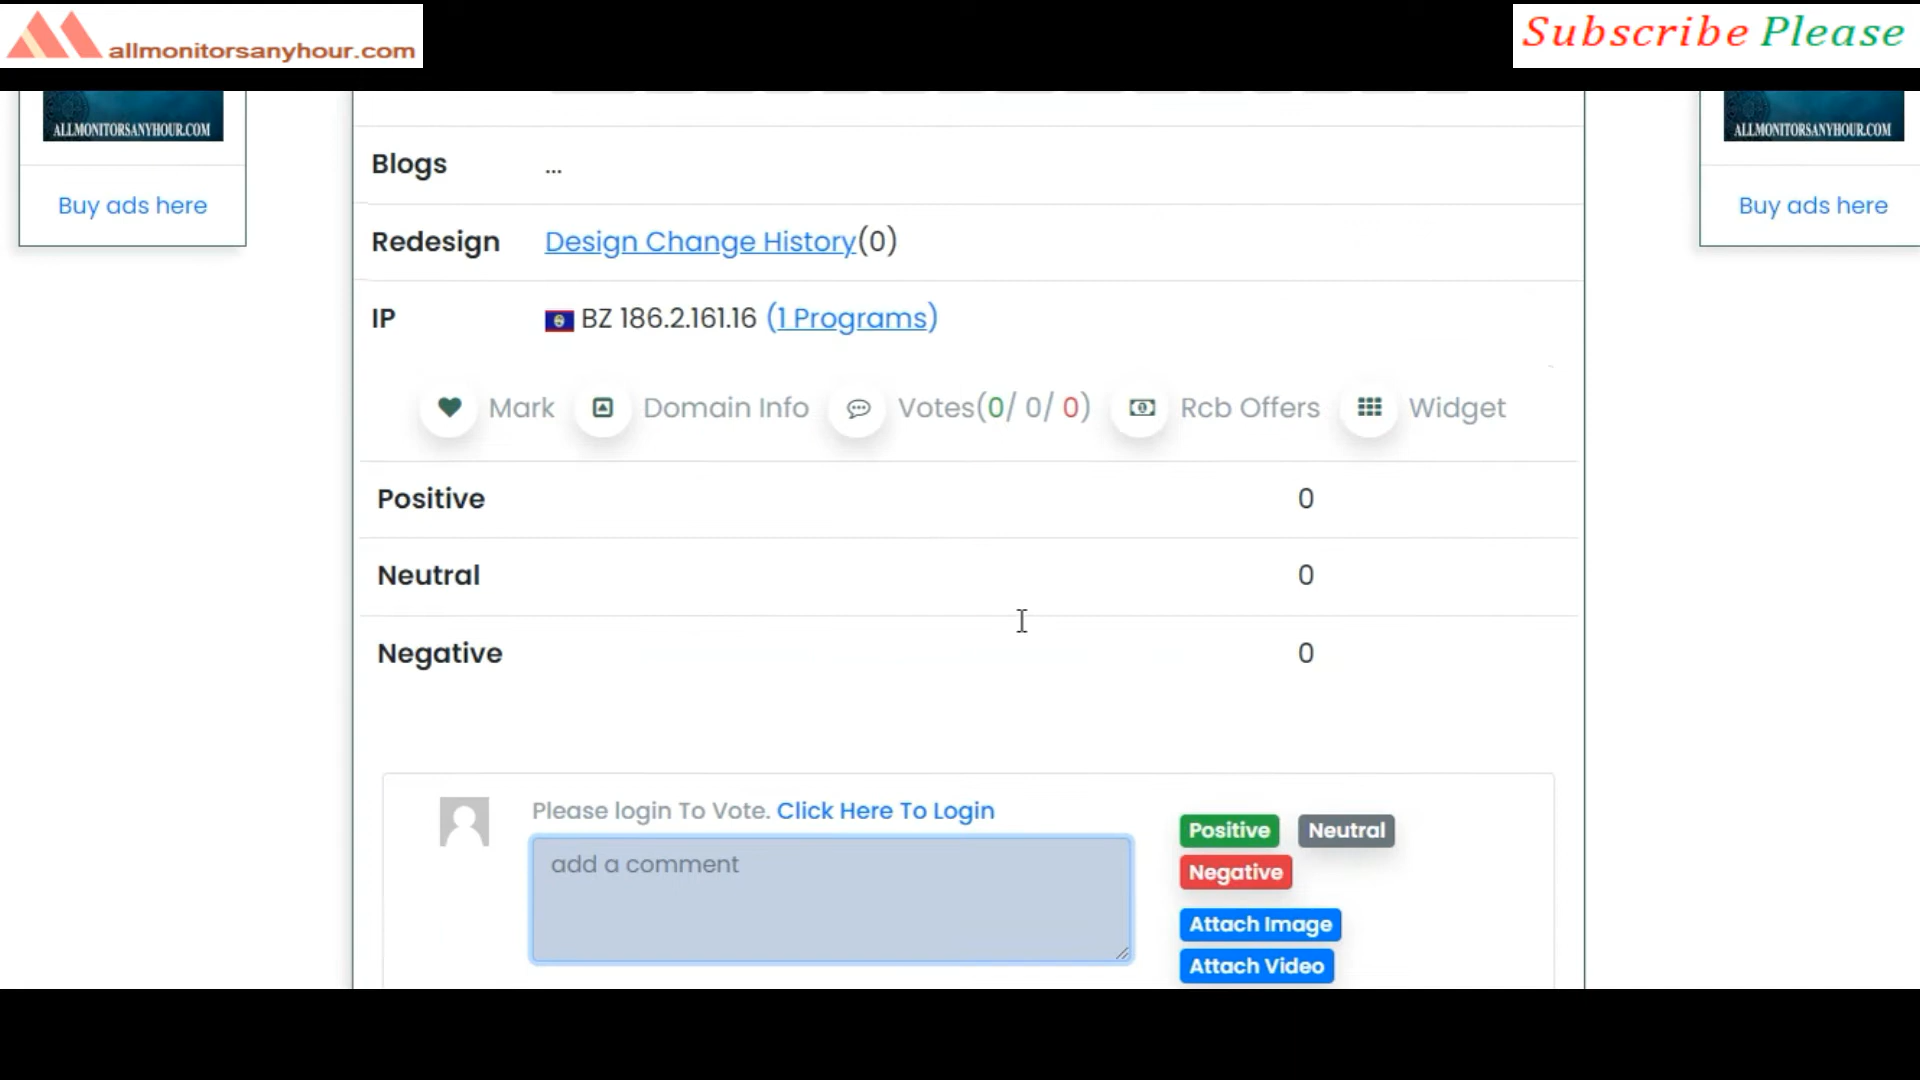 allmonitorsanyhour.com
Subscribe Please
ALLMONITORSANYHOUR.COM
ALLMONITORSANYHOUR.COM
Buy ads here
Buy ads here
Blogs ...
Redesign Design Change History(0)
IP BZ 186.2.161.16 (1 Programs)
Mark Domain Info Votes(0/ 0/ 0) Rcb Offers Widget
Positive 0
Neutral 0
Negative 0
Please login To Vote. Click Here To Login
add a comment
Positive Neutral
Negative
Attach Image
Attach Video